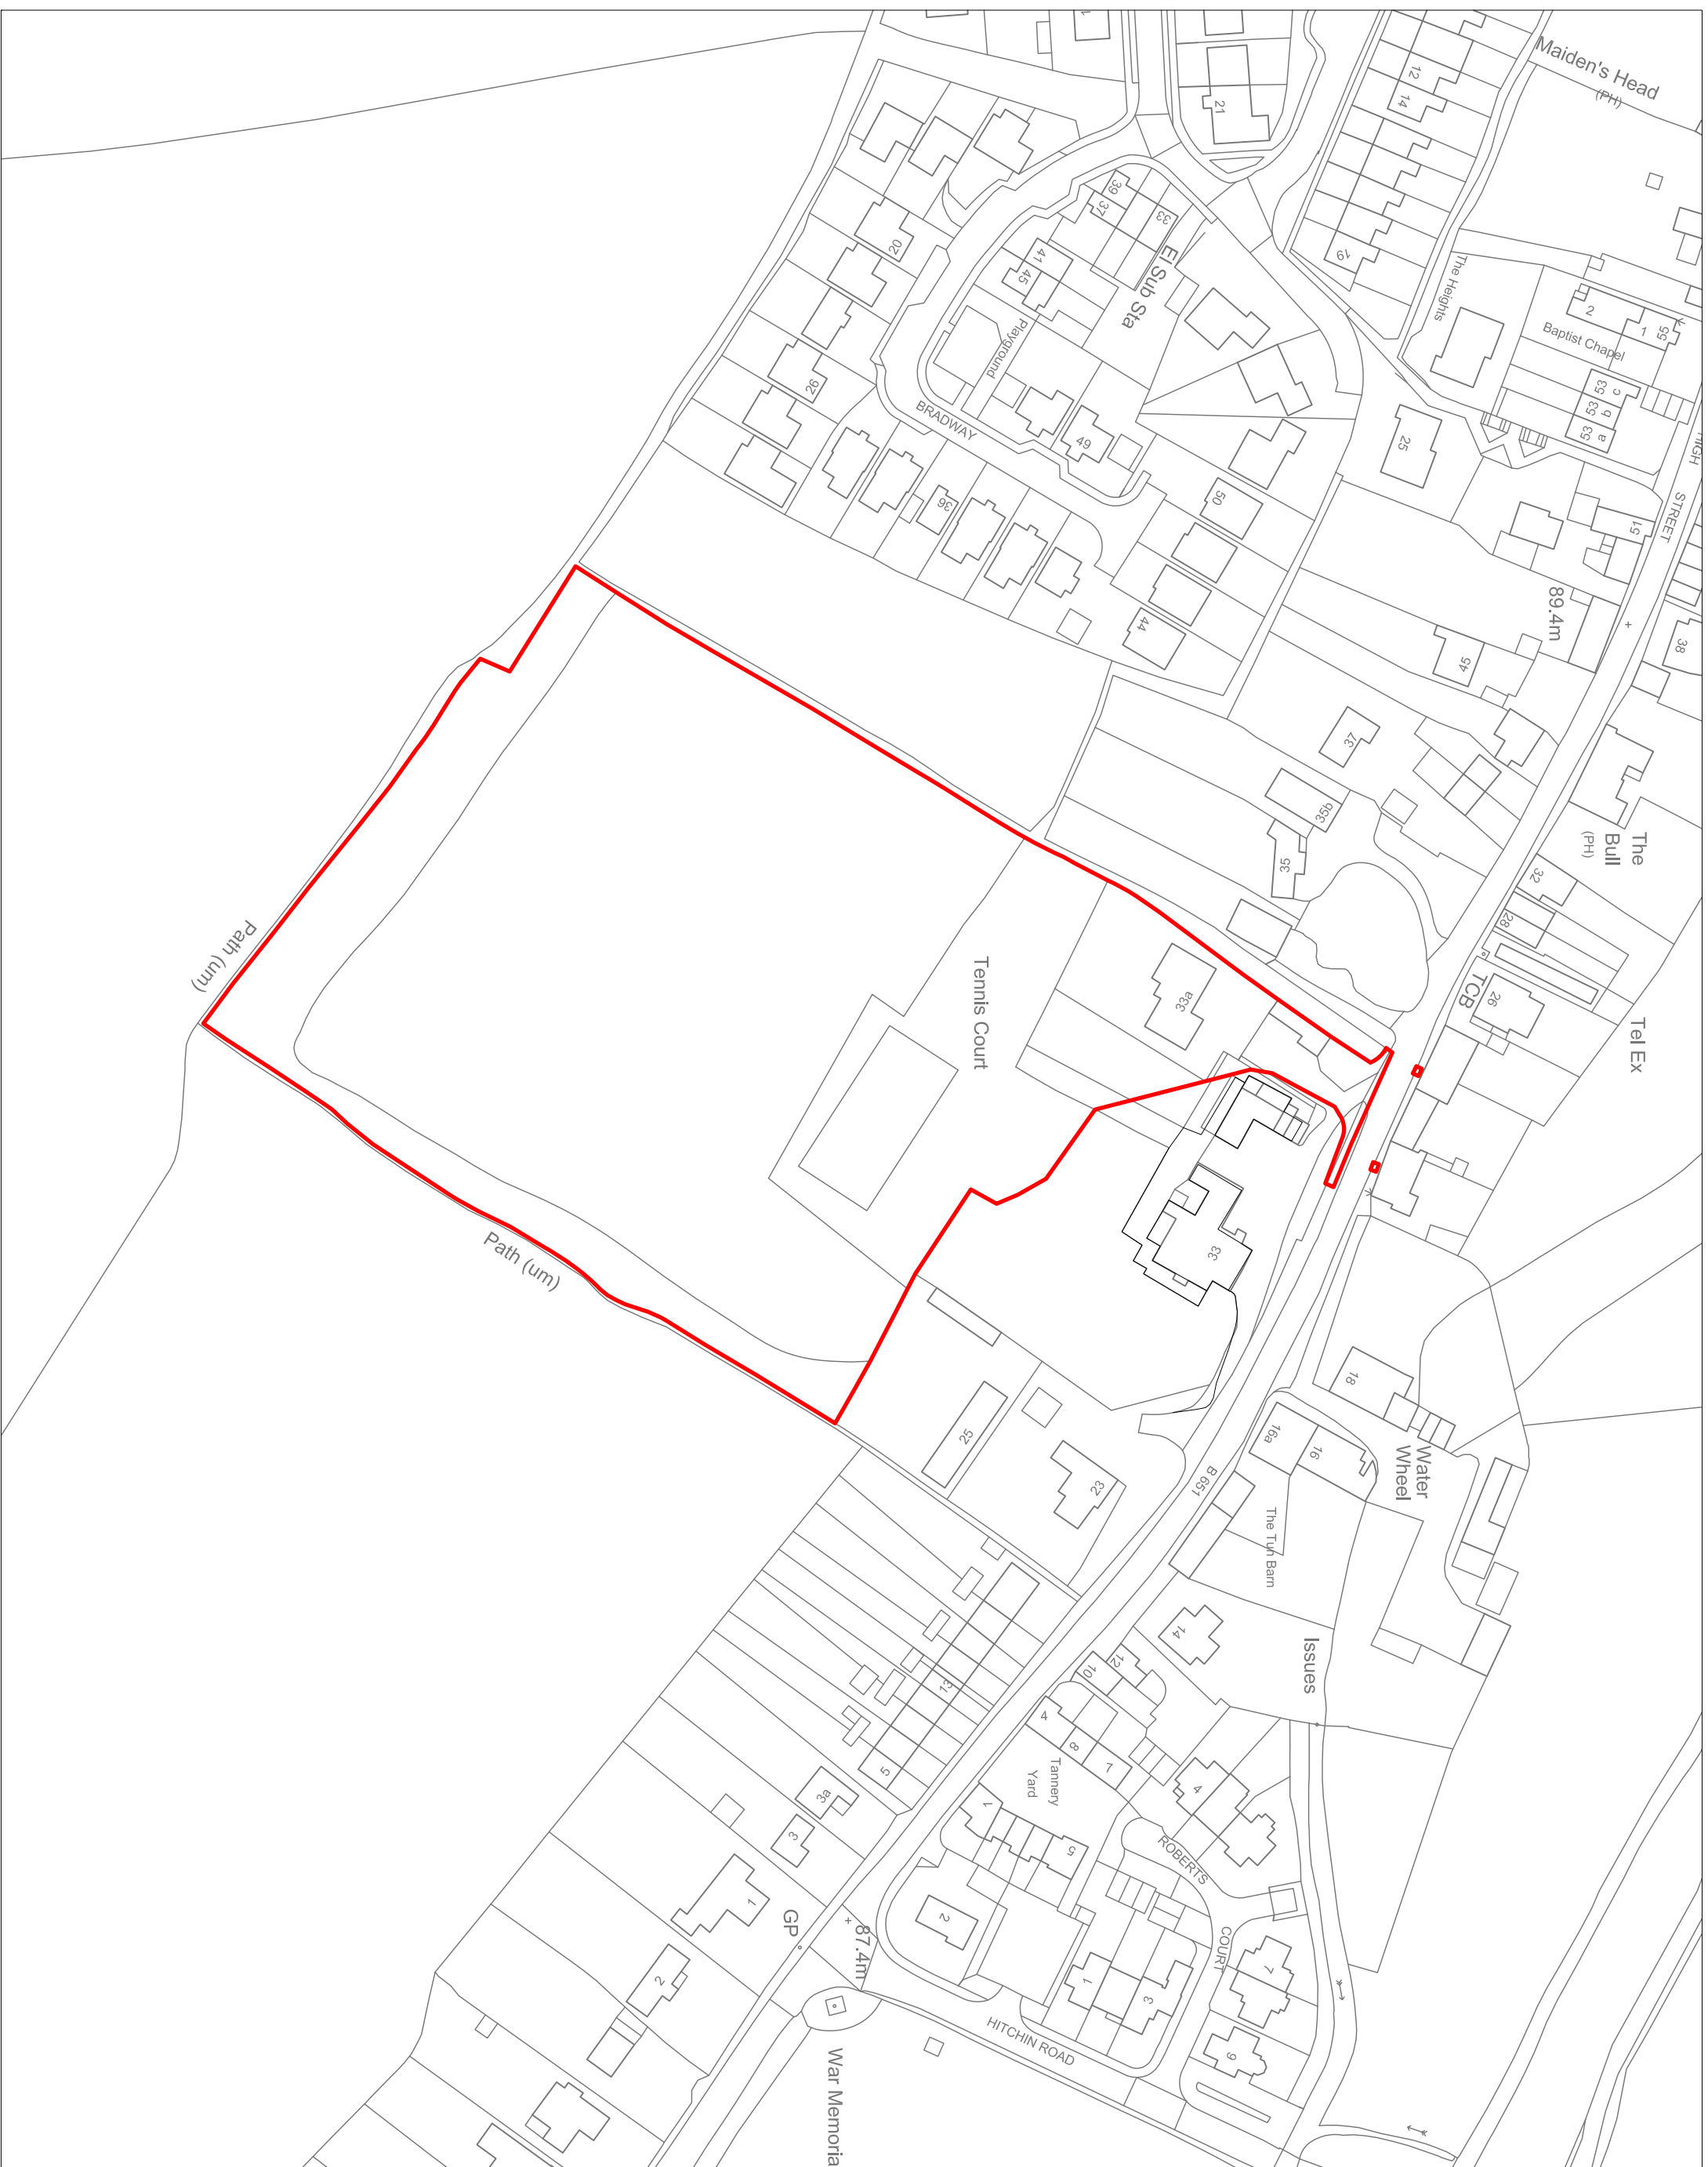 Maiden's Head
(PH)
12
14
19
21
1
The Heights
2
1
55
Baptist Chapel
53
c
53
b
53
a
HIGH
STREET
51
25
39
37
33
El Sub Sta
41
45
Playground
20
26
BRADWAY
49
36
50
44
45
89.4m
38
37
35b
35
The
Bull
(PH)
32
28
TCB
26
Tel Ex
33a
Tennis Court
33
Path (um)
Path (um)
25
23
18
16a
16
Water
Wheel
B 651
The Tun Barn
14
Issues
12
10
4
8
7
Tannery
Yard
13
5
3a
3
1
5
4
ROBERTS
COURT
1
2
GP
87.4m
2
1
3
7
9
HITCHIN ROAD
War Memoria